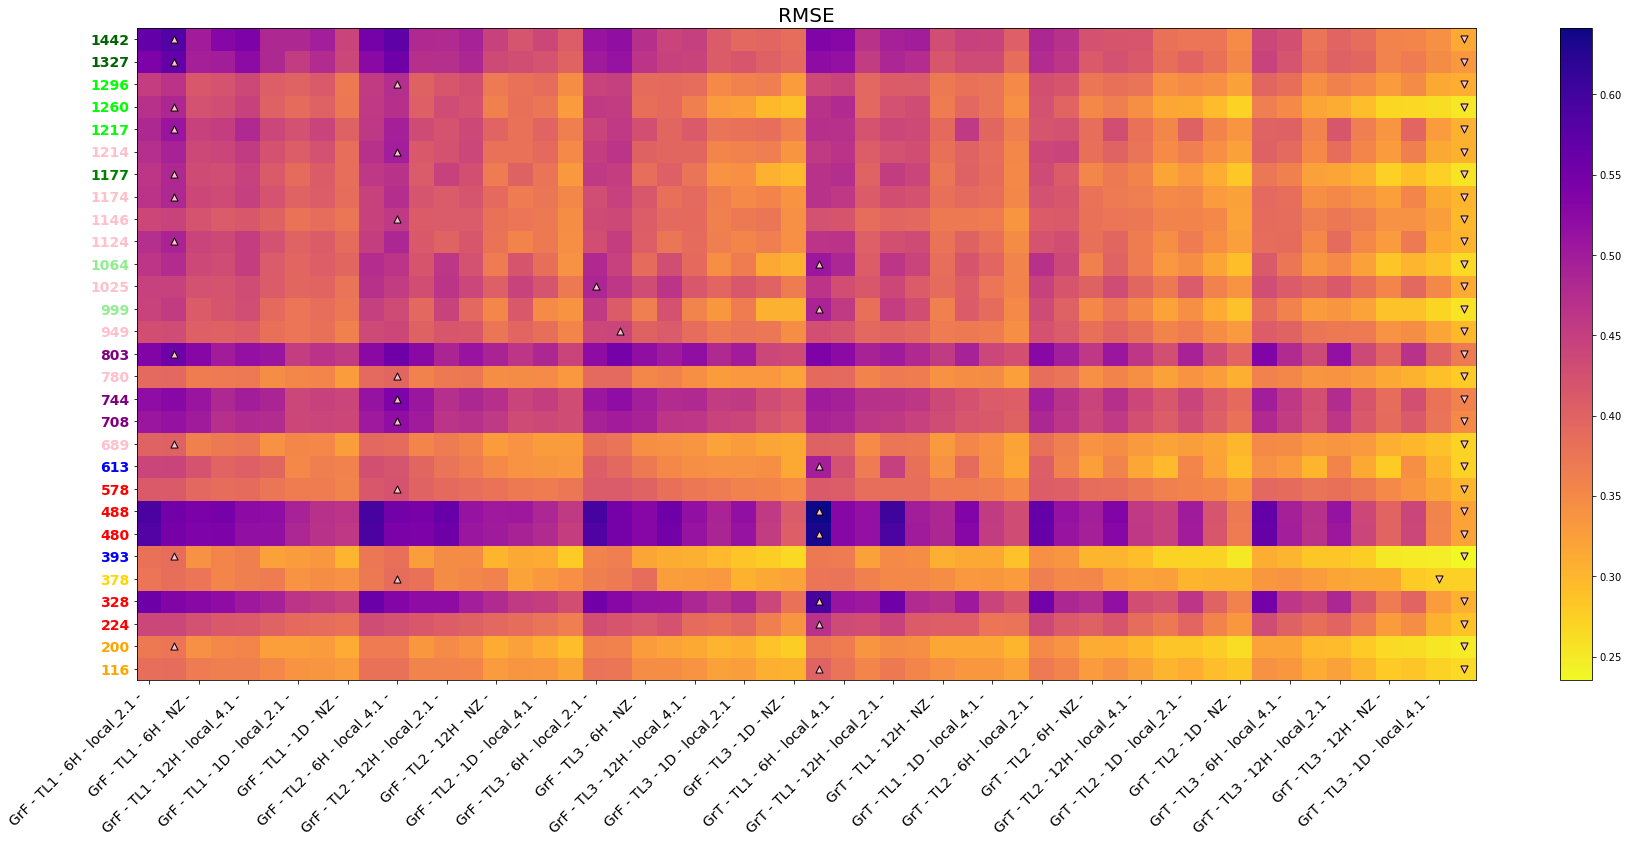 RMSE
1442
1327
1296
1260
1217
1214
1177
1174
1146
1124
1064
1025
999
949
803
780
744
708
689
613
578
488
480
393
378
328
224
200
116
0.60
0.55
0.50
0.45
0.40
0.35
0.30
0.25
GrF - TL1 - 6H - local_2.1 -
GrF - TL1 - 6H - NZ -
GrF - TL1 - 12H - local_4.1 -
GrF - TL1 - 1D - local_2.1 -
GrF - TL1 - 1D - NZ -
GrF - TL2 - 6H - local_4.1 -
GrF - TL2 - 12H - local_2.1 -
GrF - TL2 - 12H - NZ -
GrF - TL2 - 1D - local_4.1 -
GrF - TL3 - 6H - local_2.1 -
GrF - TL3 - 6H - NZ -
GrF - TL3 - 12H - local_4.1 -
GrF - TL3 - 1D - local_2.1 -
GrF - TL3 - 1D - NZ -
GrT - TL1 - 6H - local_4.1 -
GrT - TL1 - 12H - local_2.1 -
GrT - TL1 - 12H - NZ -
GrT - TL1 - 1D - local_4.1 -
GrT - TL2 - 6H - local_2.1 -
GrT - TL2 - 6H - NZ -
GrT - TL2 - 12H - local_4.1 -
GrT - TL2 - 1D - local_2.1 -
GrT - TL2 - 1D - NZ -
GrT - TL3 - 6H - local_4.1 -
GrT - TL3 - 12H - local_2.1 -
GrT - TL3 - 12H - NZ -
GrT - TL3 - 1D - local_4.1 -